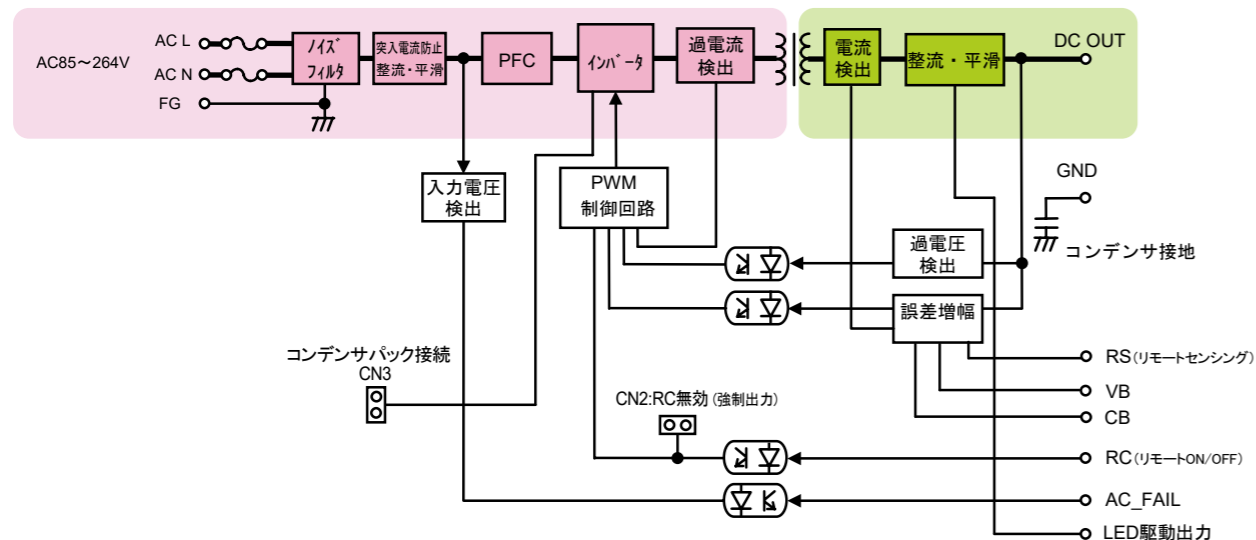 AC85～264V
AC L
AC N
FG
ノイズ
フィルタ
突入電流防止
整流・平滑
PFC
インバータ
過電流
検出
電流
検出
整流・平滑
DC OUT
入力電圧
検出
PWM
制御回路
GND
コンデンサ接地
過電圧
検出
誤差増幅
コンデンサパック接続
CN3
CN2:RC無効(強制出力)
RS(リモートセンシング)
VB
CB
RC(リモートON/OFF)
AC_FAIL
LED駆動出力